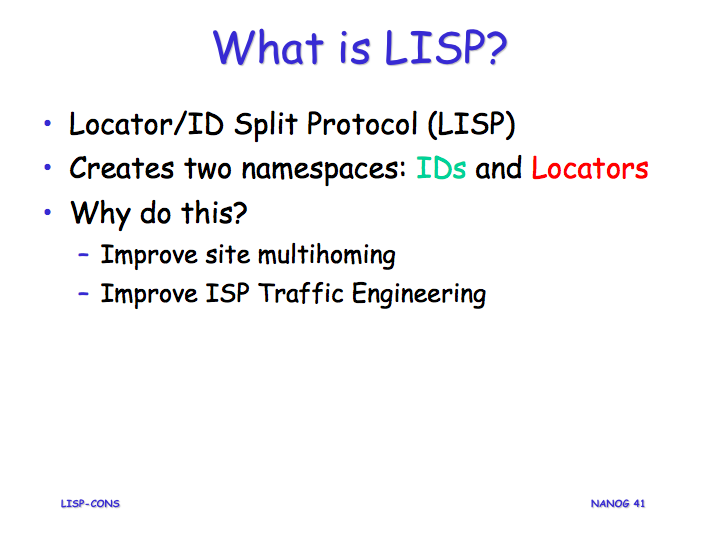 What is LISP?
• Locator/ID Split Protocol (LISP)
• Creates two namespaces: IDs and Locators
• Why do this?
– Improve site multihoming
– Improve ISP Traffic Engineering
LISP-CONS
NANOG 41